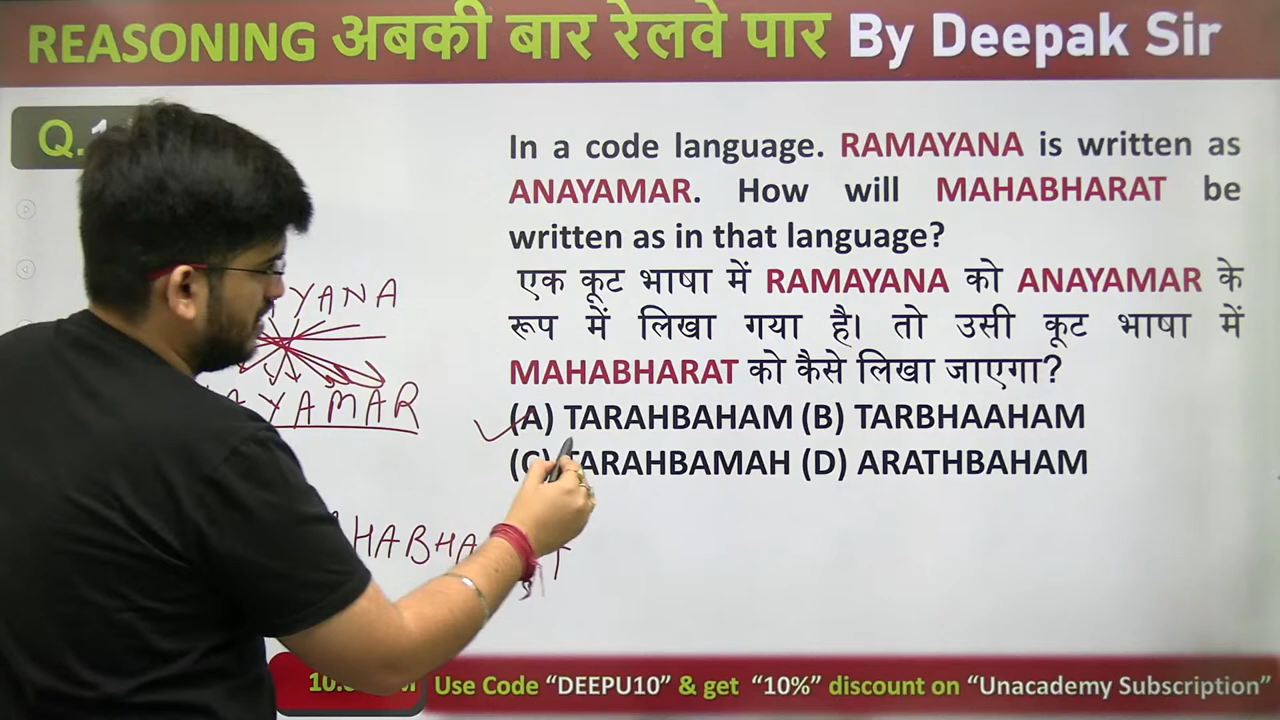 REASONING अबकी बार रेलवे पार By Deepak Sir
Q.
In a code language. RAMAYANA is written as
ANAYAMAR. How will MAHABHARAT be
written as in that language?
एक कूट भाषा में RAMAYANA को ANAYAMAR के
रूप में लिखा गया है। तो उसी कूट भाषा में
MAHABHARAT को कैसे लिखा जाएगा?
(A) TARAHBAHAM (B) TARBHAAHAM
(C) TARAHBAMAH (D) ARATHBAHAM
YANA
AYAMAR
AHABHA T
Use Code “DEEPU10” & get “10%” discount on “Unacademy Subscription”